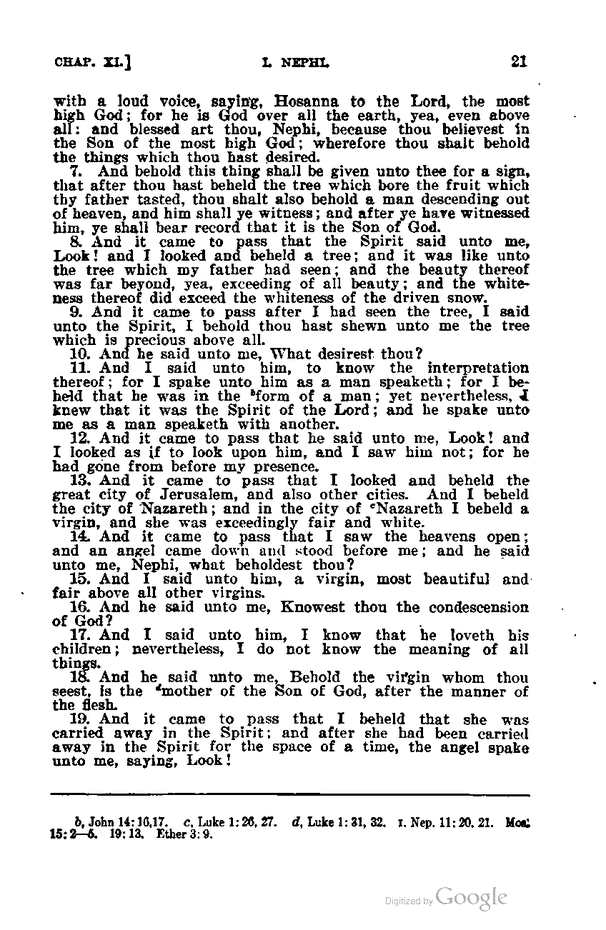 CHAP. XI.] I. NEPHI. 21
with a loud voice, saying, Hosanna to the Lord, the most
high God; for he is God over all the earth, yea, even above
all: and blessed art thou, Nephi, because thou believest in
the Son of the most high God; wherefore thou shalt behold
the things which thou hast desired.
7. And behold this thing shall be given unto thee for a sign,
that after thou hast beheld the tree which bore the fruit which
thy father tasted, thou shalt also behold a man descending out
of heaven, and him shall ye witness; and after ye have witnessed
him, ye shall bear record that it is the Son of God.
8. And it came to pass that the Spirit said unto me,
Look! and I looked and beheld a tree; and it was like unto
the tree which my father had seen; and the beauty thereof
was far beyond, yea, exceeding of all beauty; and the white-
ness thereof did exceed the whiteness of the driven snow.
9. And it came to pass after I had seen the tree, I said
unto the Spirit, I behold thou hast shewn unto me the tree
which is precious above all.
10. And he said unto me, What desirest thou?
11. And I said unto him, to know the interpretation
thereof; for I spake unto him as a man speaketh; for I be-
held that he was in the ᵇform of a man; yet nevertheless, I
knew that it was the Spirit of the Lord; and he spake unto
me as a man speaketh with another.
12. And it came to pass that he said unto me, Look! and
I looked as if to look upon him, and I saw him not; for he
had gone from before my presence.
13. And it came to pass that I looked and beheld the
great city of Jerusalem, and also other cities. And I beheld
the city of Nazareth; and in the city of ᶜNazareth I beheld a
virgin, and she was exceedingly fair and white.
14. And it came to pass that I saw the heavens open;
and an angel came down and stood before me; and he said
unto me, Nephi, what beholdest thou?
15. And I said unto him, a virgin, most beautiful and
fair above all other virgins.
16. And he said unto me, Knowest thou the condescension
of God?
17. And I said unto him, I know that he loveth his
children; nevertheless, I do not know the meaning of all
things.
18. And he said unto me, Behold the virgin whom thou
seest, is the ᵈmother of the Son of God, after the manner of
the flesh.
19. And it came to pass that I beheld that she was
carried away in the Spirit; and after she had been carried
away in the Spirit for the space of a time, the angel spake
unto me, saying, Look!
b, John 14:16,17. c, Luke 1:26, 27. d, Luke 1:31, 32. I. Nep. 11:20, 21. Mos.
15:2—5. 19:13. Ether 3:9.
Digitized by Google